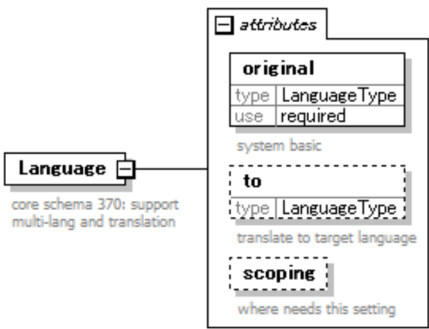 attributes
original
type LanguageType
use required
system basic
Language
core schema 370: support
multi-lang and translation
to
type LanguageType
translate to target language
scoping
where needs this setting